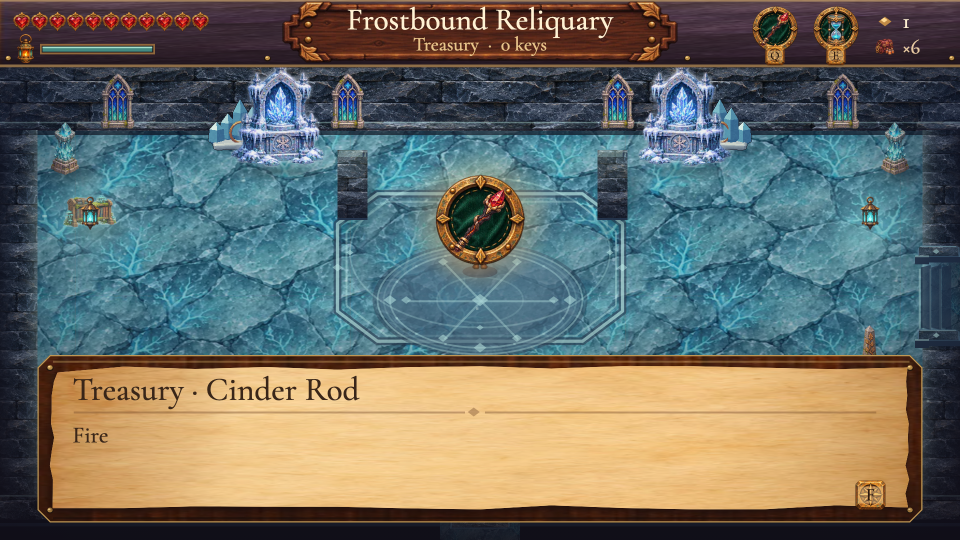 Frostbound Reliquary
Treasury · 0 keys
Q
E
1
×6
Treasury · Cinder Rod
Fire
F